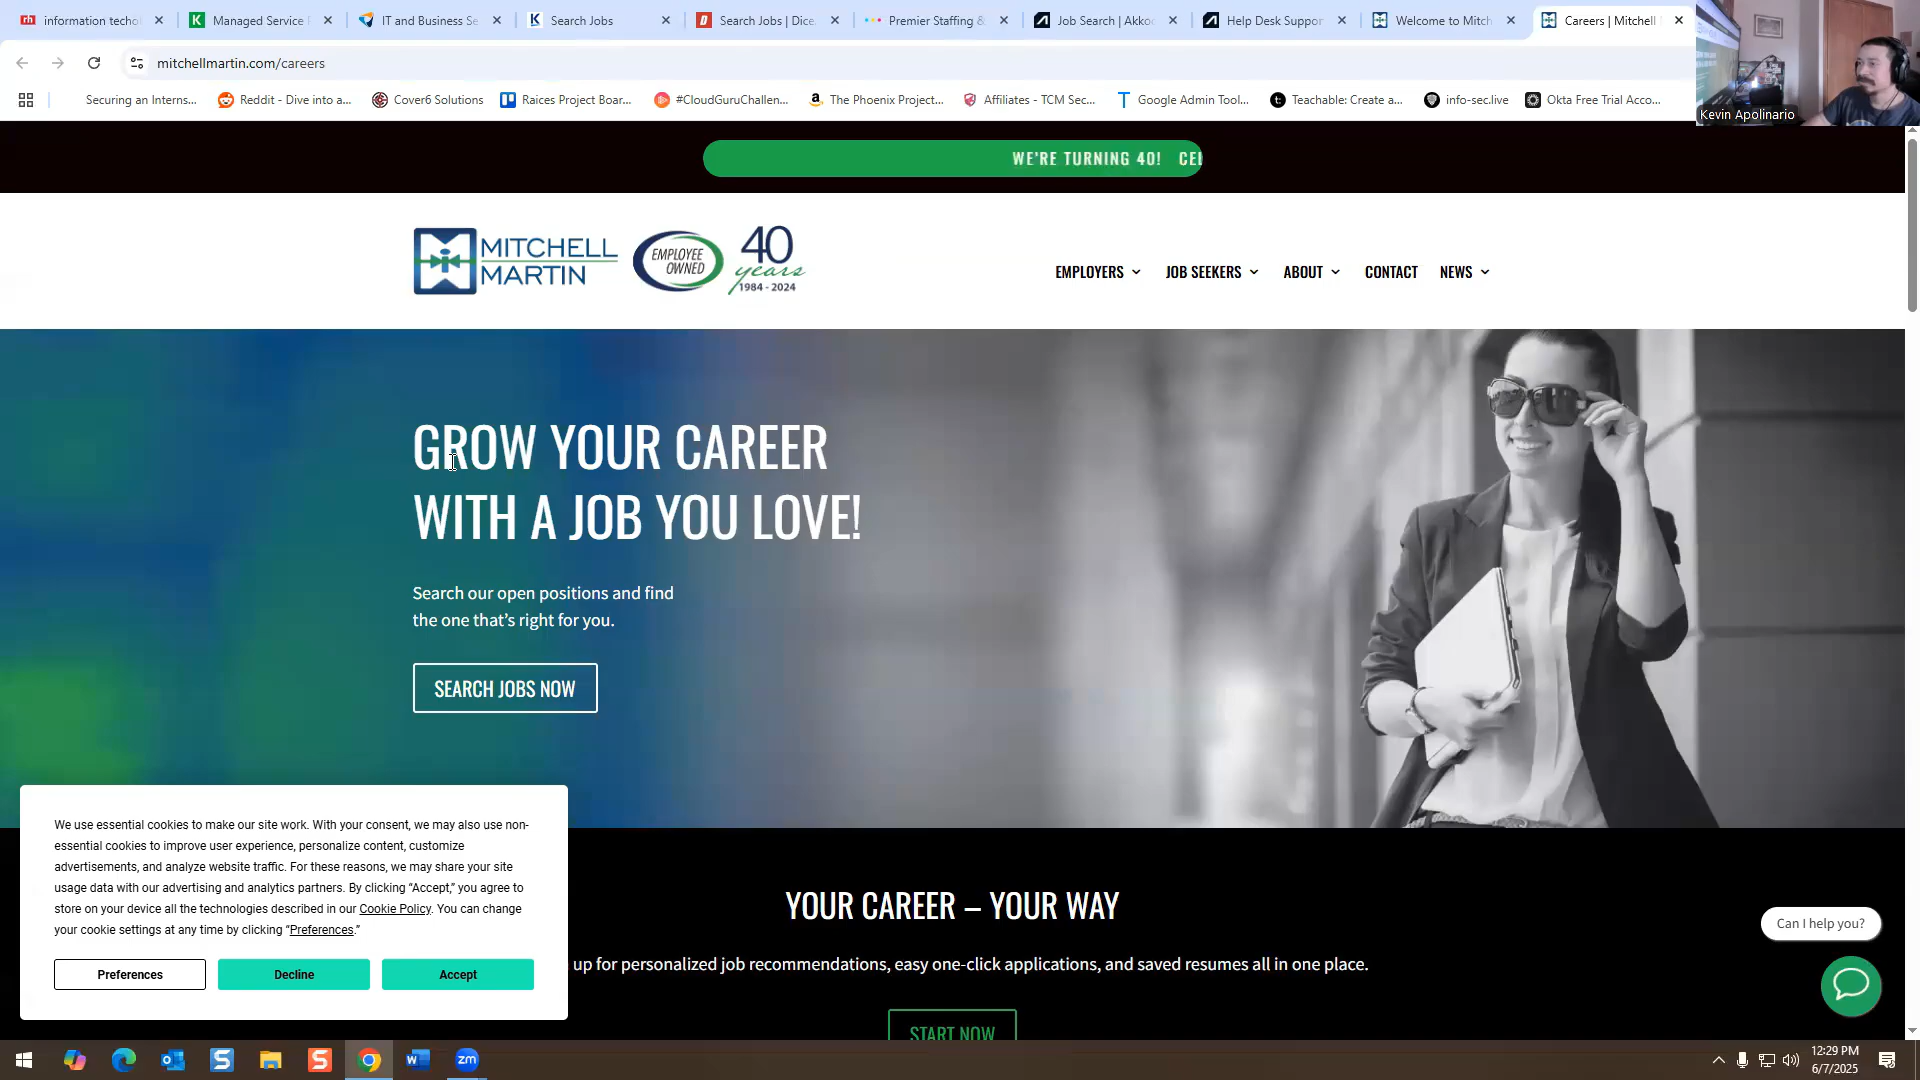 information techo
Managed Service
IT and Business Se
Search Jobs
Search Jobs | Dice.
Premier Staffing &
Job Search | Akko
Help Desk Suppor
Welcome to Mitch
Careers | Mitchell
mitchellmartin.com/careers
Securing an Interns...
Reddit - Dive into a...
Cover6 Solutions
Raices Project Boar...
#CloudGuruChallen...
The Phoenix Project...
Affiliates - TCM Sec...
Google Admin Tool...
Teachable: Create a...
info-sec.live
Okta Free Trial Acco...
Kevin Apolinario
WE'RE TURNING 40! CEL
MITCHELL
MARTIN
EMPLOYEE
OWNED
40
years
1984 - 2024
EMPLOYERS
JOB SEEKERS
ABOUT
CONTACT
NEWS
GROW YOUR CAREER
WITH A JOB YOU LOVE!
Search our open positions and find
the one that's right for you.
SEARCH JOBS NOW
We use essential cookies to make our site work. With your consent, we may also use non-
essential cookies to improve user experience, personalize content, customize
advertisements, and analyze website traffic. For these reasons, we may share your site
usage data with our advertising and analytics partners. By clicking “Accept,” you agree to
store on your device all the technologies described in our Cookie Policy. You can change
your cookie settings at any time by clicking “Preferences.”
Preferences
Decline
Accept
YOUR CAREER – YOUR WAY
up for personalized job recommendations, easy one-click applications, and saved resumes all in one place.
START NOW
Can I help you?
12:29 PM
6/7/2025